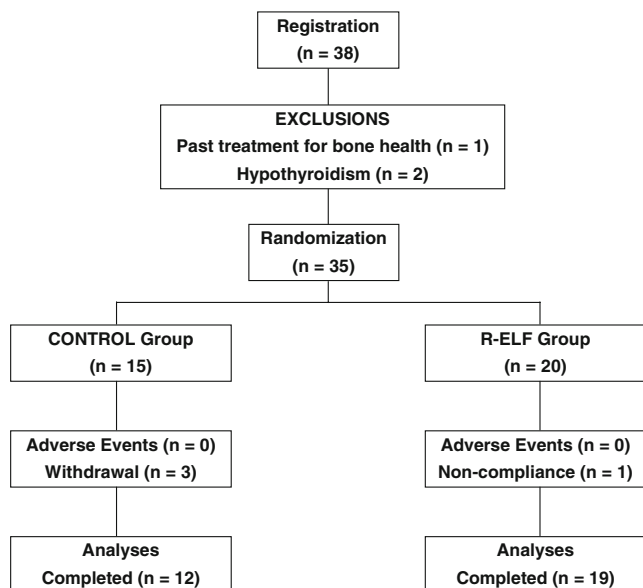 Registration
(n = 38)
EXCLUSIONS
Past treatment for bone health (n = 1)
Hypothyroidism (n = 2)
Randomization
(n = 35)
CONTROL Group
(n = 15)
R-ELF Group
(n = 20)
Adverse Events (n = 0)
Withdrawal (n = 3)
Adverse Events (n = 0)
Non-compliance (n = 1)
Analyses
Completed (n = 12)
Analyses
Completed (n = 19)